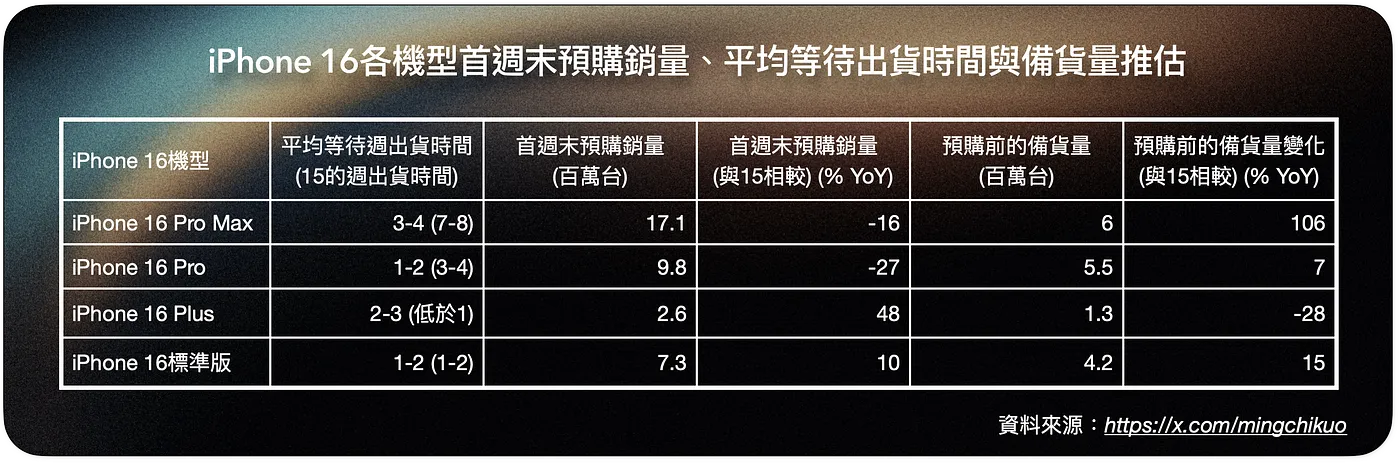 iPhone 16各機型首週末預購銷量、平均等待出貨時間與備貨量推估
iPhone 16機型 平均等待週出貨時間 (15的週出貨時間) 首週末預購銷量 (百萬台) 首週末預購銷量 (與15相較) (% YoY) 預購前的備貨量 (百萬台) 預購前的備貨量變化 (與15相較) (% YoY)
iPhone 16 Pro Max 3-4 (7-8) 17.1 -16 6 106
iPhone 16 Pro 1-2 (3-4) 9.8 -27 5.5 7
iPhone 16 Plus 2-3 (低於1) 2.6 48 1.3 -28
iPhone 16標準版 1-2 (1-2) 7.3 10 4.2 15
資料來源：https://x.com/mingchikuo